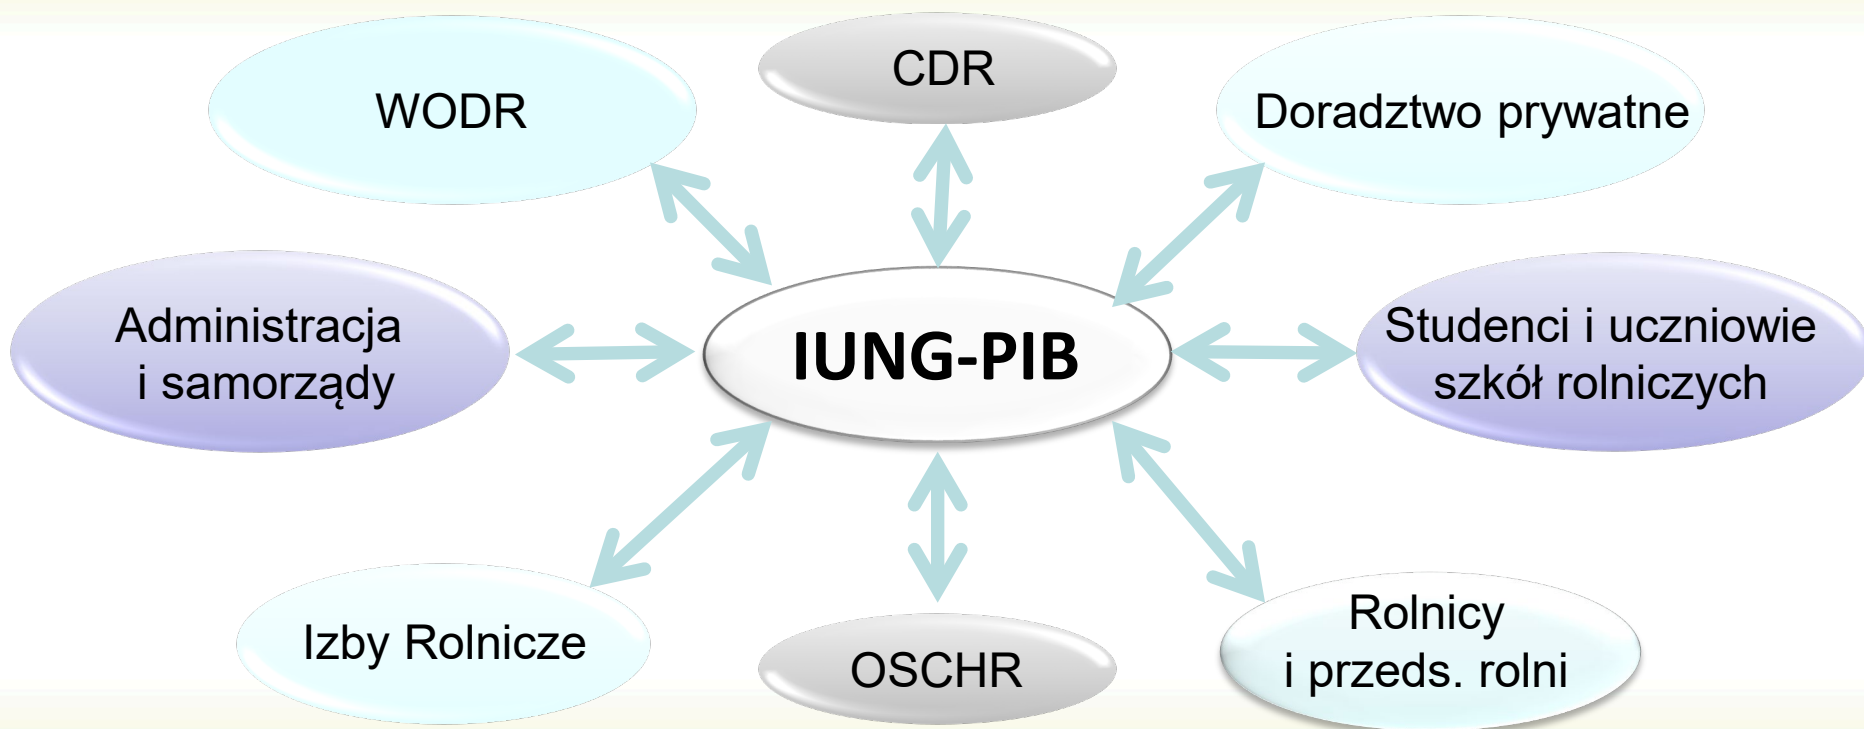 CDR
WODR
Doradztwo prywatne
Administracja
i samorządy
IUNG-PIB
Studenci i uczniowie
szkół rolniczych
Izby Rolnicze
OSCHR
Rolnicy
i przeds. rolni